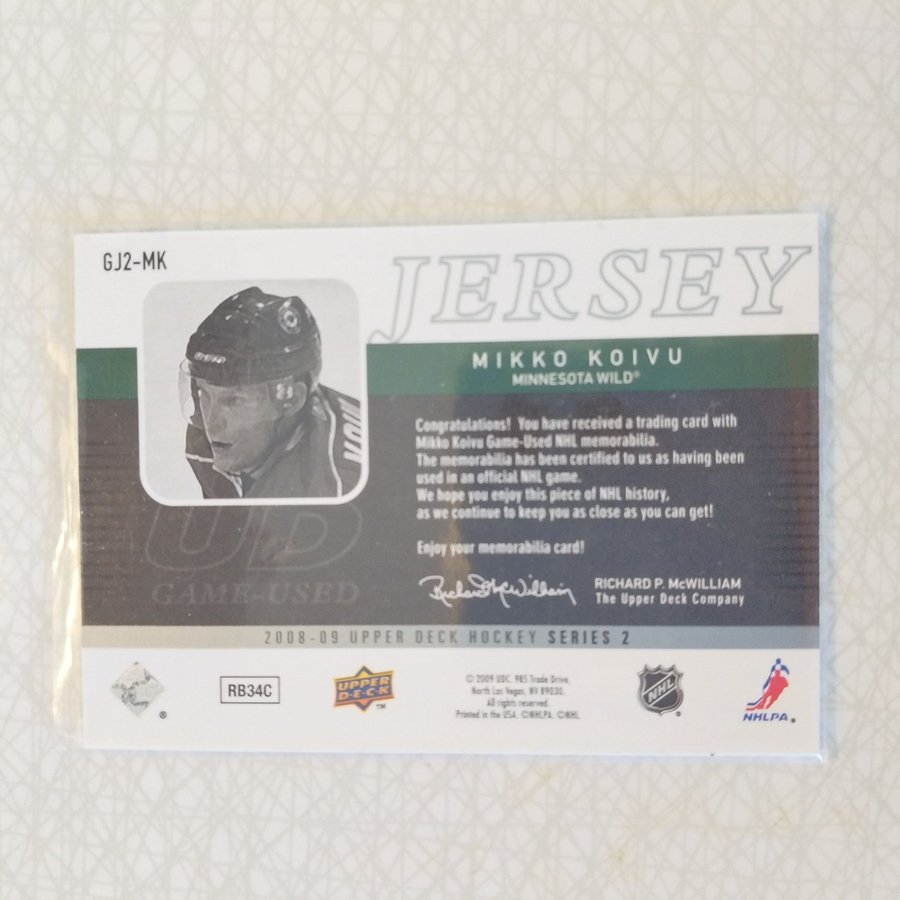 GJ2-MK
JERSEY
MIKKO KOIVU
MINNESOTA WILD®
Congratulations! You have received a trading card with
Mikko Koivu Game-Used NHL memorabilia.
The memorabilia has been certified to us as having been
used in an official NHL game.
We hope you enjoy this piece of NHL history,
as we continue to keep you as close as you can get!
Enjoy your memorabilia card!
Richard P. McWilliam
RICHARD P. McWILLIAM
The Upper Deck Company
KOIVU
UD
GAME-USED
2008-09 UPPER DECK HOCKEY SERIES 2
®
RB34C
UPPER
D·E·C·K
TM
© 2009 UDC, 985 Trade Drive,
North Las Vegas, NV 89030.
All rights reserved.
Printed in the USA. ©NHLPA. ©NHL.
NHL
®
NHLPA®